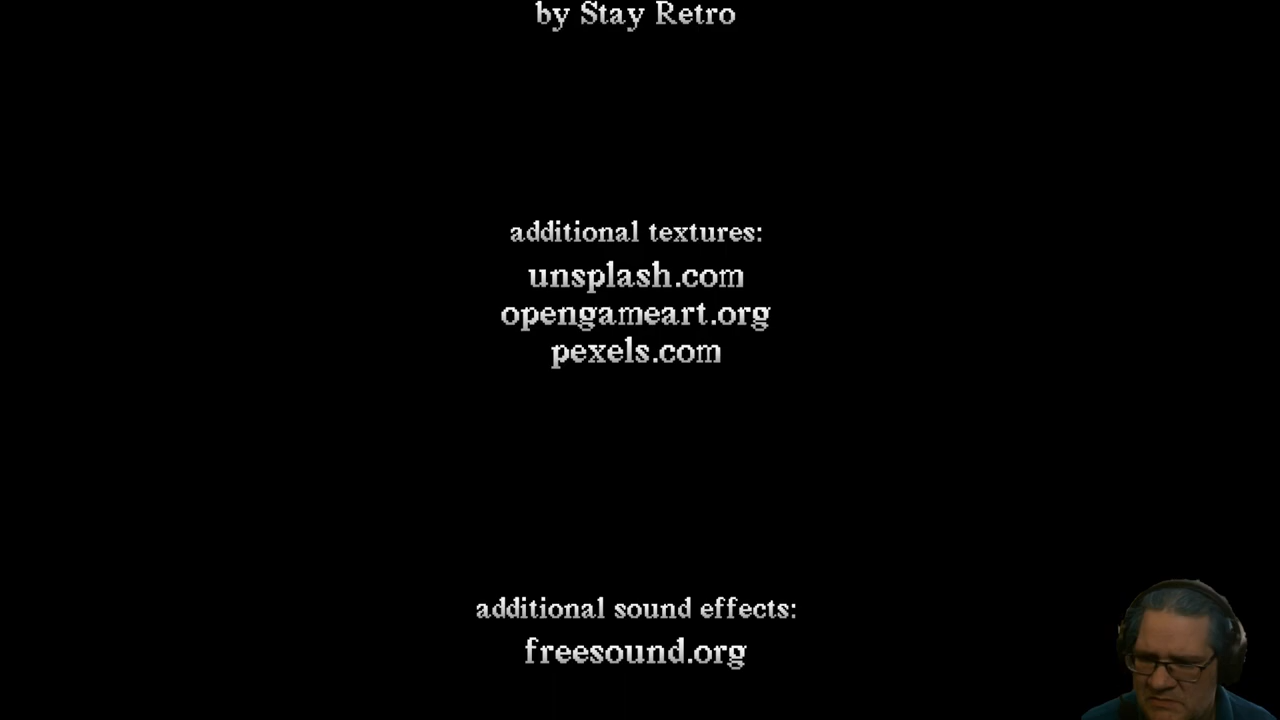 by Stay Retro
additional textures:
unsplash.com
opengameart.org
pexels.com
additional sound effects:
freesound.org